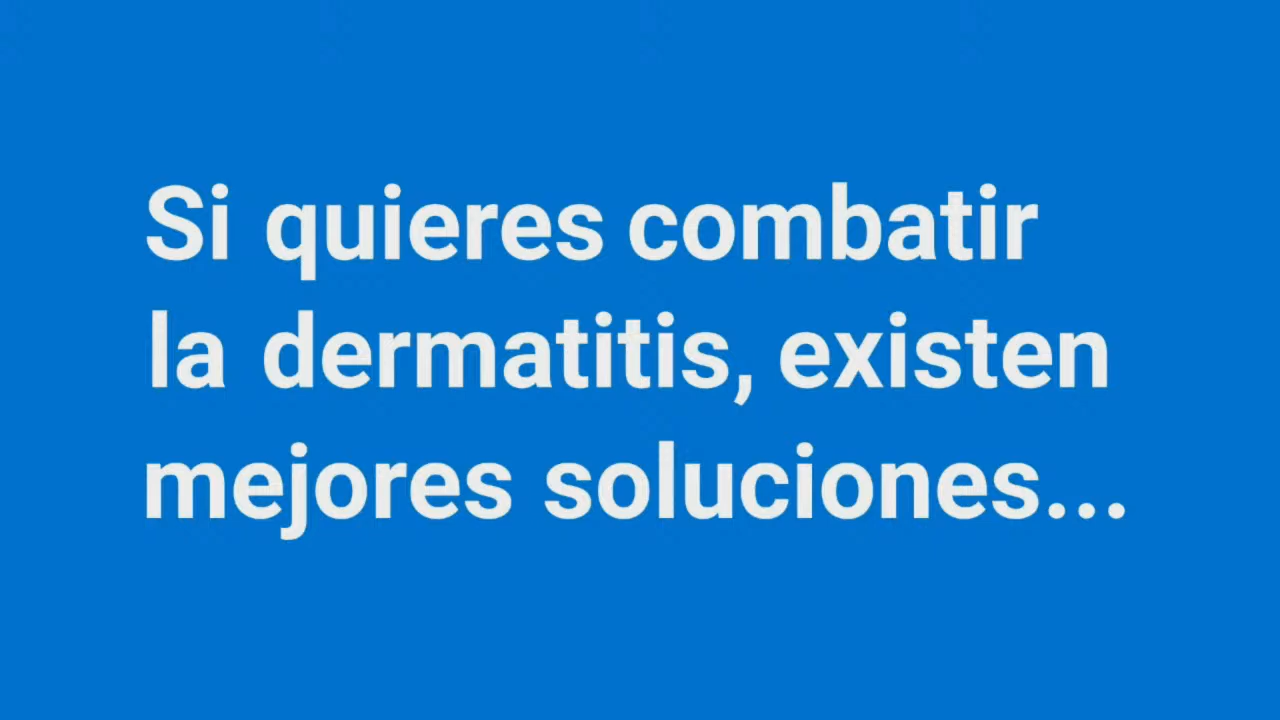 Si quieres combatir
la dermatitis, existen
mejores soluciones...